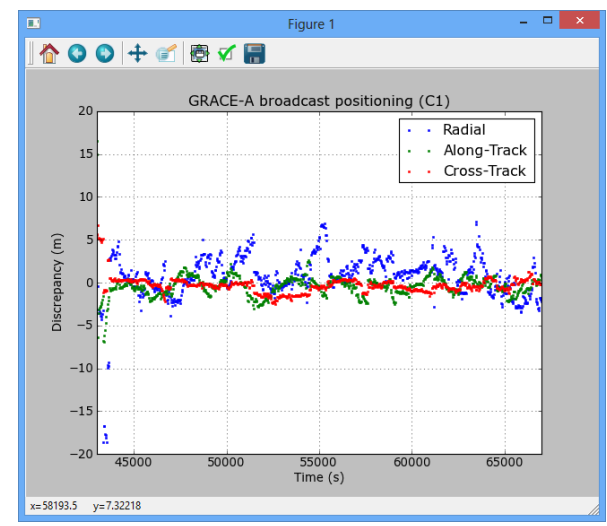 Figure 1
GRACE-A broadcast positioning (C1)
Radial
Along-Track
Cross-Track
20
15
10
5
0
−5
−10
−15
−20
Discrepancy (m)
45000 50000 55000 60000 65000
Time (s)
x=58193.5 y=7.32218